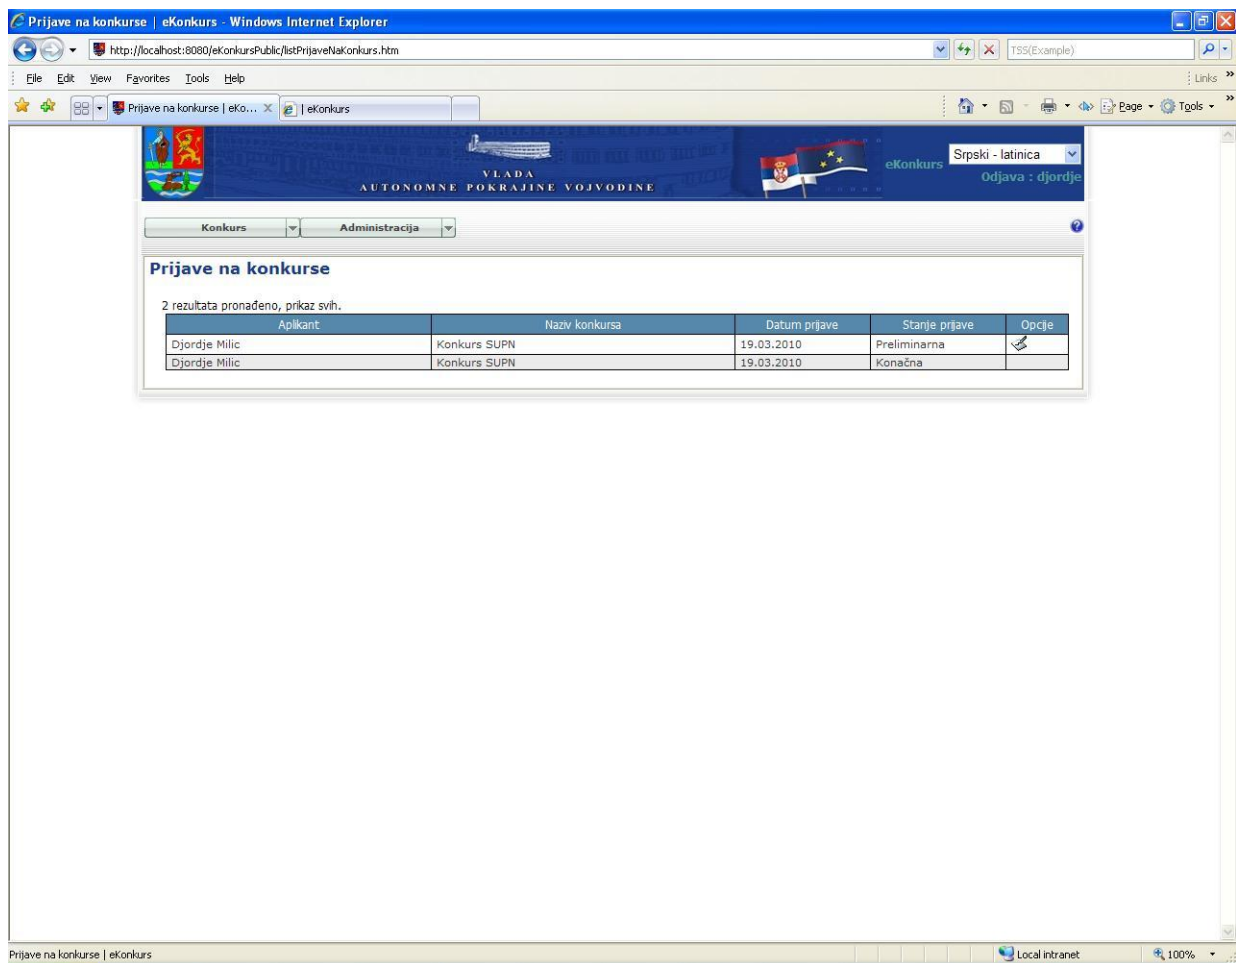 Prijave na konkurse | eKonkurs - Windows Internet Explorer
http://localhost:8080/eKonkursPublic/listPrijaveNaKonkurs.htm
TSS(Example)
File Edit View Favorites Tools Help
Links
Prijave na konkurse | eKo...
| eKonkurs
Page
Tools
VLADA
AUTONOMNE POKRAJINE VOJVODINE
eKonkurs
Srpski - latinica
Odjava : djordje
Konkurs
Administracija
Prijave na konkurse
2 rezultata pronađeno, prikaz svih.
Aplikant Naziv konkursa Datum prijave Stanje prijave Opcije
Djordje Milic Konkurs SUPN 19.03.2010 Preliminarna
Djordje Milic Konkurs SUPN 19.03.2010 Konačna
Prijave na konkurse | eKonkurs
Local intranet
100%